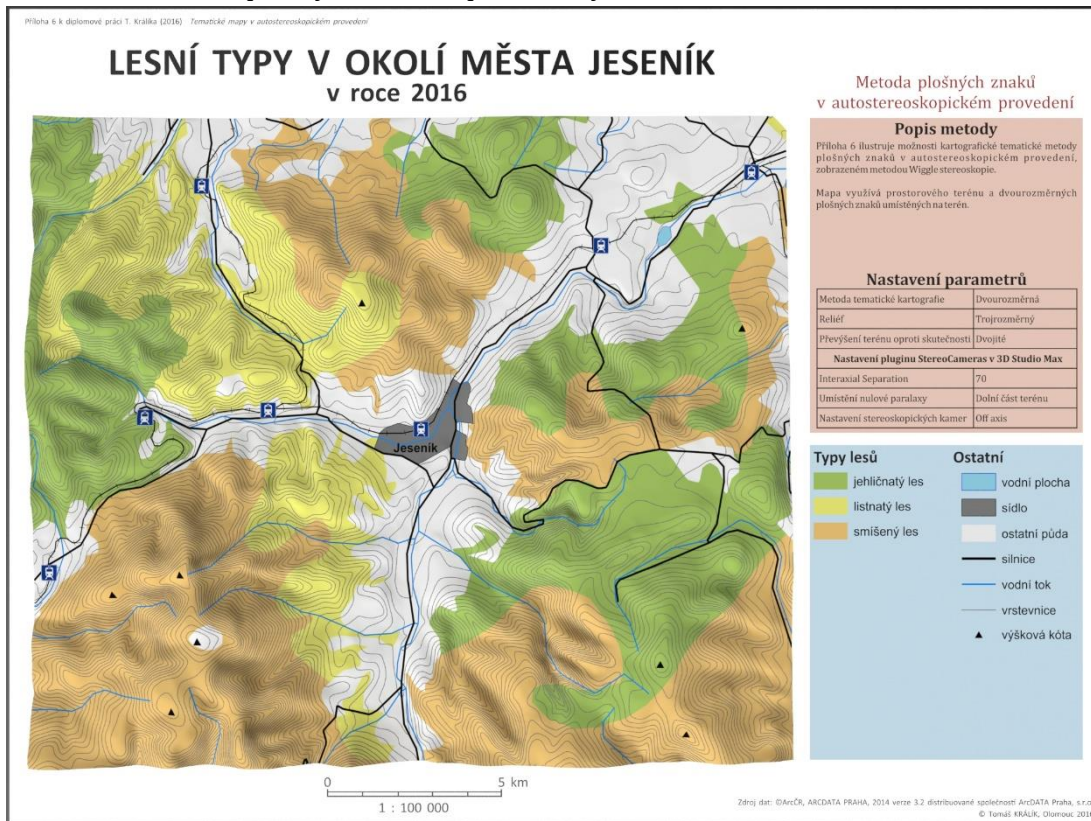 Příloha 6 k diplomové práci T. Králíka (2016) Tematické mapy v autostereoskopickém provedení
LESNÍ TYPY V OKOLÍ MĚSTA JESENÍK
v roce 2016
Jeseník
0 5 km
1 : 100 000
Metoda plošných znaků
v autostereoskopickém provedení
Popis metody
Příloha 6 ilustruje možnosti kartografické tematické metody
plošných znaků v autostereoskopickém provedení,
zobrazeném metodou Wiggle stereoskopie.
Mapa využívá prostorového terénu a dvourozměrných
plošných znaků umístěných na terén.
Nastavení parametrů
Metoda tematické kartografie Dvourozměrná
Reliéf Trojrozměrný
Převýšení terénu oproti skutečnosti Dvojité
Nastavení pluginu StereoCameras v 3D Studio Max
Interaxial Separation 70
Umístění nulové paralaxy Dolní část terénu
Nastavení stereoskopických kamer Off axis
Typy lesů
jehličnatý les
listnatý les
smíšený les
Ostatní
vodní plocha
sídlo
ostatní půda
silnice
vodní tok
vrstevnice
výšková kóta
Zdroj dat: ©ArcČR, ARCDATA PRAHA, 2014 verze 3.2 distribuované společností ArcDATA Praha, s.r.o
© Tomáš KRÁLÍK, Olomouc 2016